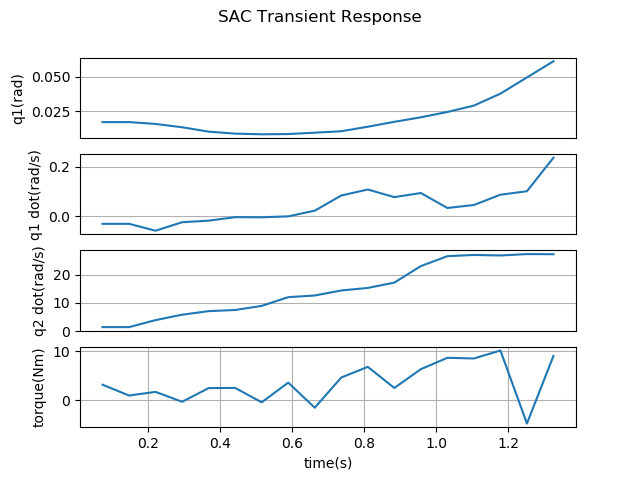 SAC Transient Response
0.050
0.025
q1(rad)
0.2
0.0
q1 dot(rad/s)
20
10
0
q2 dot(rad/s)
10
0
torque(Nm)
0.2 0.4 0.6 0.8 1.0 1.2
time(s)